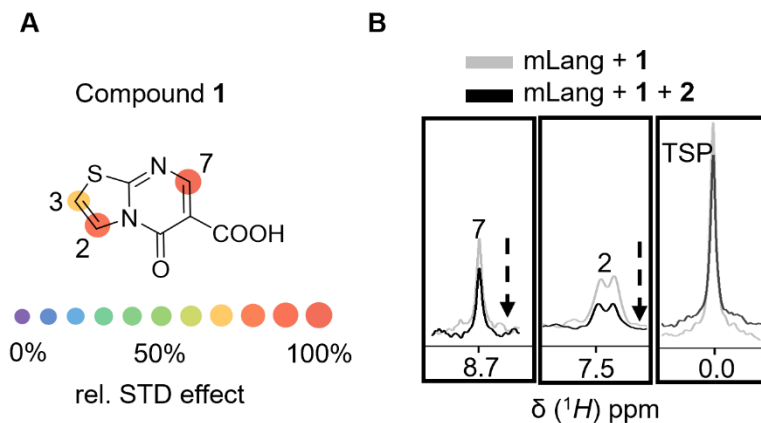 A
Compound 1
S
N
7
3
2
N
COOH
O
0% 50% 100%
rel. STD effect
B
mLang + 1
mLang + 1 + 2
7
2
TSP
8.7 7.5 0.0
δ (¹H) ppm